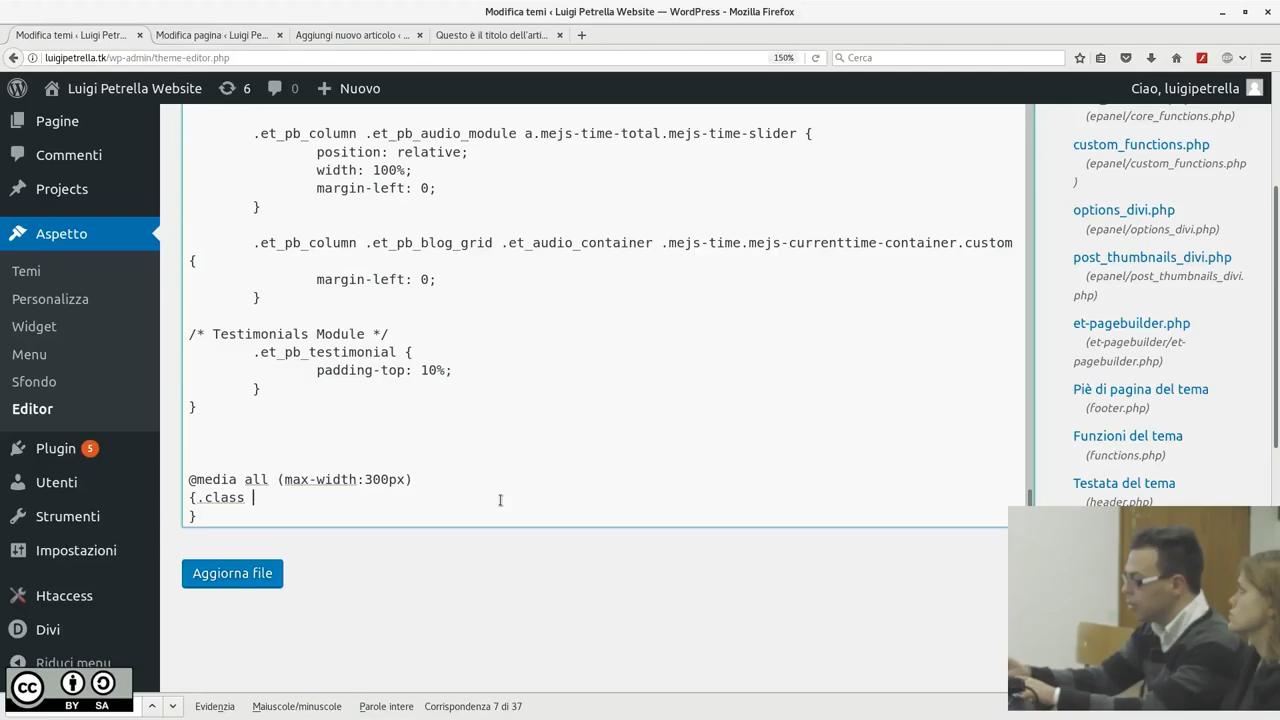 Modifica temi ‹ Luigi Petrella Website — WordPress - Mozilla Firefox
Modifica temi ‹ Luigi Petr... × Modifica pagina ‹ Luigi Pe... × Aggiungi nuovo articolo ‹ ... × Questo è il titolo dell'arti... ×
luigipetrella.tk/wp-admin/theme-editor.php 150% Cerca
Luigi Petrella Website 6 0 Nuovo Ciao, luigipetrella
Pagine
Commenti
Projects
Aspetto
Temi
Personalizza
Widget
Menu
Sfondo
Editor
Plugin 5
Utenti
Strumenti
Impostazioni
Htaccess
Divi
Riduci menu
.et_pb_column .et_pb_audio_module a.mejs-time-total.mejs-time-slider {
position: relative;
width: 100%;
margin-left: 0;
}
.et_pb_column .et_pb_blog_grid .et_audio_container .mejs-time.mejs-currenttime-container.custom
{
margin-left: 0;
}
/* Testimonials Module */
.et_pb_testimonial {
padding-top: 10%;
}
}
@media all (max-width:300px)
{.class
}
Aggiorna file
(epanel/core_functions.php)
custom_functions.php
(epanel/custom_functions.php
)
options_divi.php
(epanel/options_divi.php)
post_thumbnails_divi.php
(epanel/post_thumbnails_divi.
php)
et-pagebuilder.php
(et-pagebuilder/et-
pagebuilder.php)
Piè di pagina del tema
(footer.php)
Funzioni del tema
(functions.php)
Testata del tema
(header.php)
cc BY SA
Evidenzia Maiuscole/minuscole Parole intere Corrispondenza 7 di 37